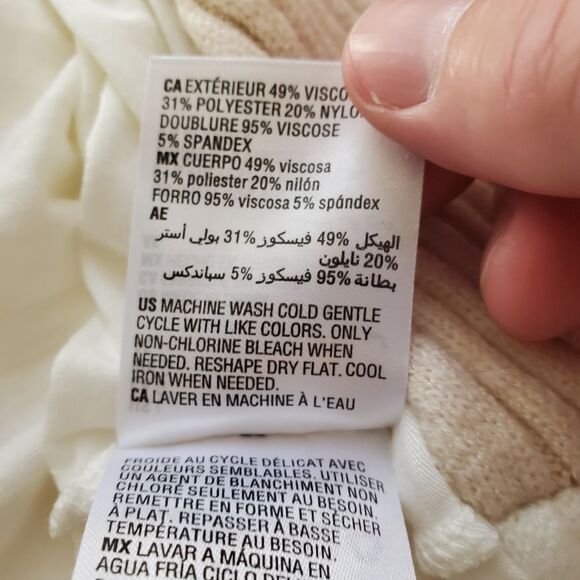 CA EXTÉRIEUR 49% VISCO
31% POLYESTER 20% NYLO
DOUBLURE 95% VISCOSE
5% SPANDEX
MX CUERPO 49% viscosa
31% poliester 20% nilón
FORRO 95% viscosa 5% spándex
AE
الهيكل 49% فيسكوز 31% بولي أستر
20% نايلون
بطانة 95% فيسكوز 5% سباندكس
US MACHINE WASH COLD GENTLE
CYCLE WITH LIKE COLORS. ONLY
NON-CHLORINE BLEACH WHEN
NEEDED. RESHAPE DRY FLAT. COOL
IRON WHEN NEEDED.
CA LAVER EN MACHINE À L'EAU
FROIDE AU CYCLE DÉLICAT AVEC
COULEURS SEMBLABLES. UTILISER
UN AGENT DE BLANCHIMENT NON
CHLORÉ SEULEMENT AU BESOIN.
REMETTRE EN FORME ET SÉCHER
À PLAT. REPASSER À BASSE
TEMPÉRATURE AU BESOIN.
MX LAVAR A MÁQUINA EN
AGUA FRÍA CICLO DEL